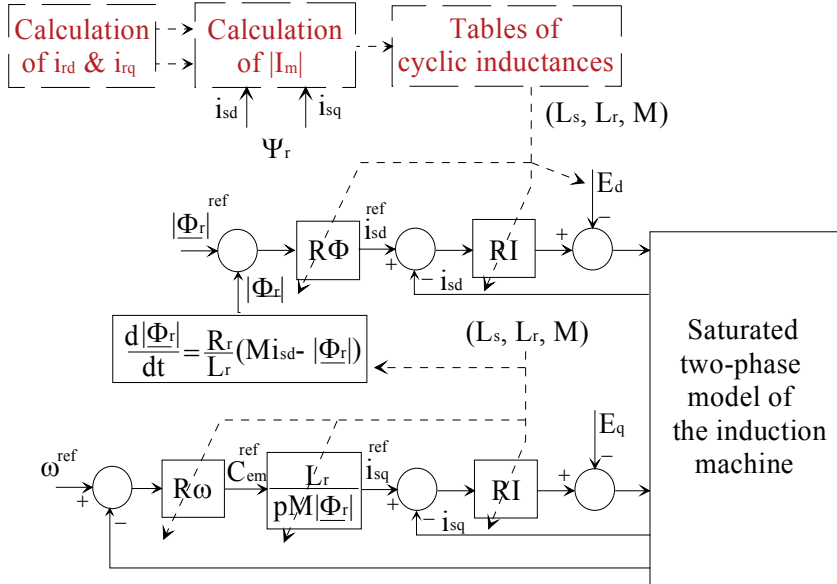 Calculation
of ird & irq
Calculation
of |Im|
Tables of
cyclic inductances
isd
isq
Ψr
(Ls, Lr, M)
Ed
−
|Φr|ref
RΦ
isd ref
+
−
isd
RI
+
|Φr|
d|Φr|/dt = Rr/Lr (Misd - |Φr|)
(Ls, Lr, M)
Saturated
two-phase
model of
the induction
machine
Eq
−
ωref
+
−
Rω
Cem ref
Lr
pM|Φr|
isq ref
+
−
isq
RI
+